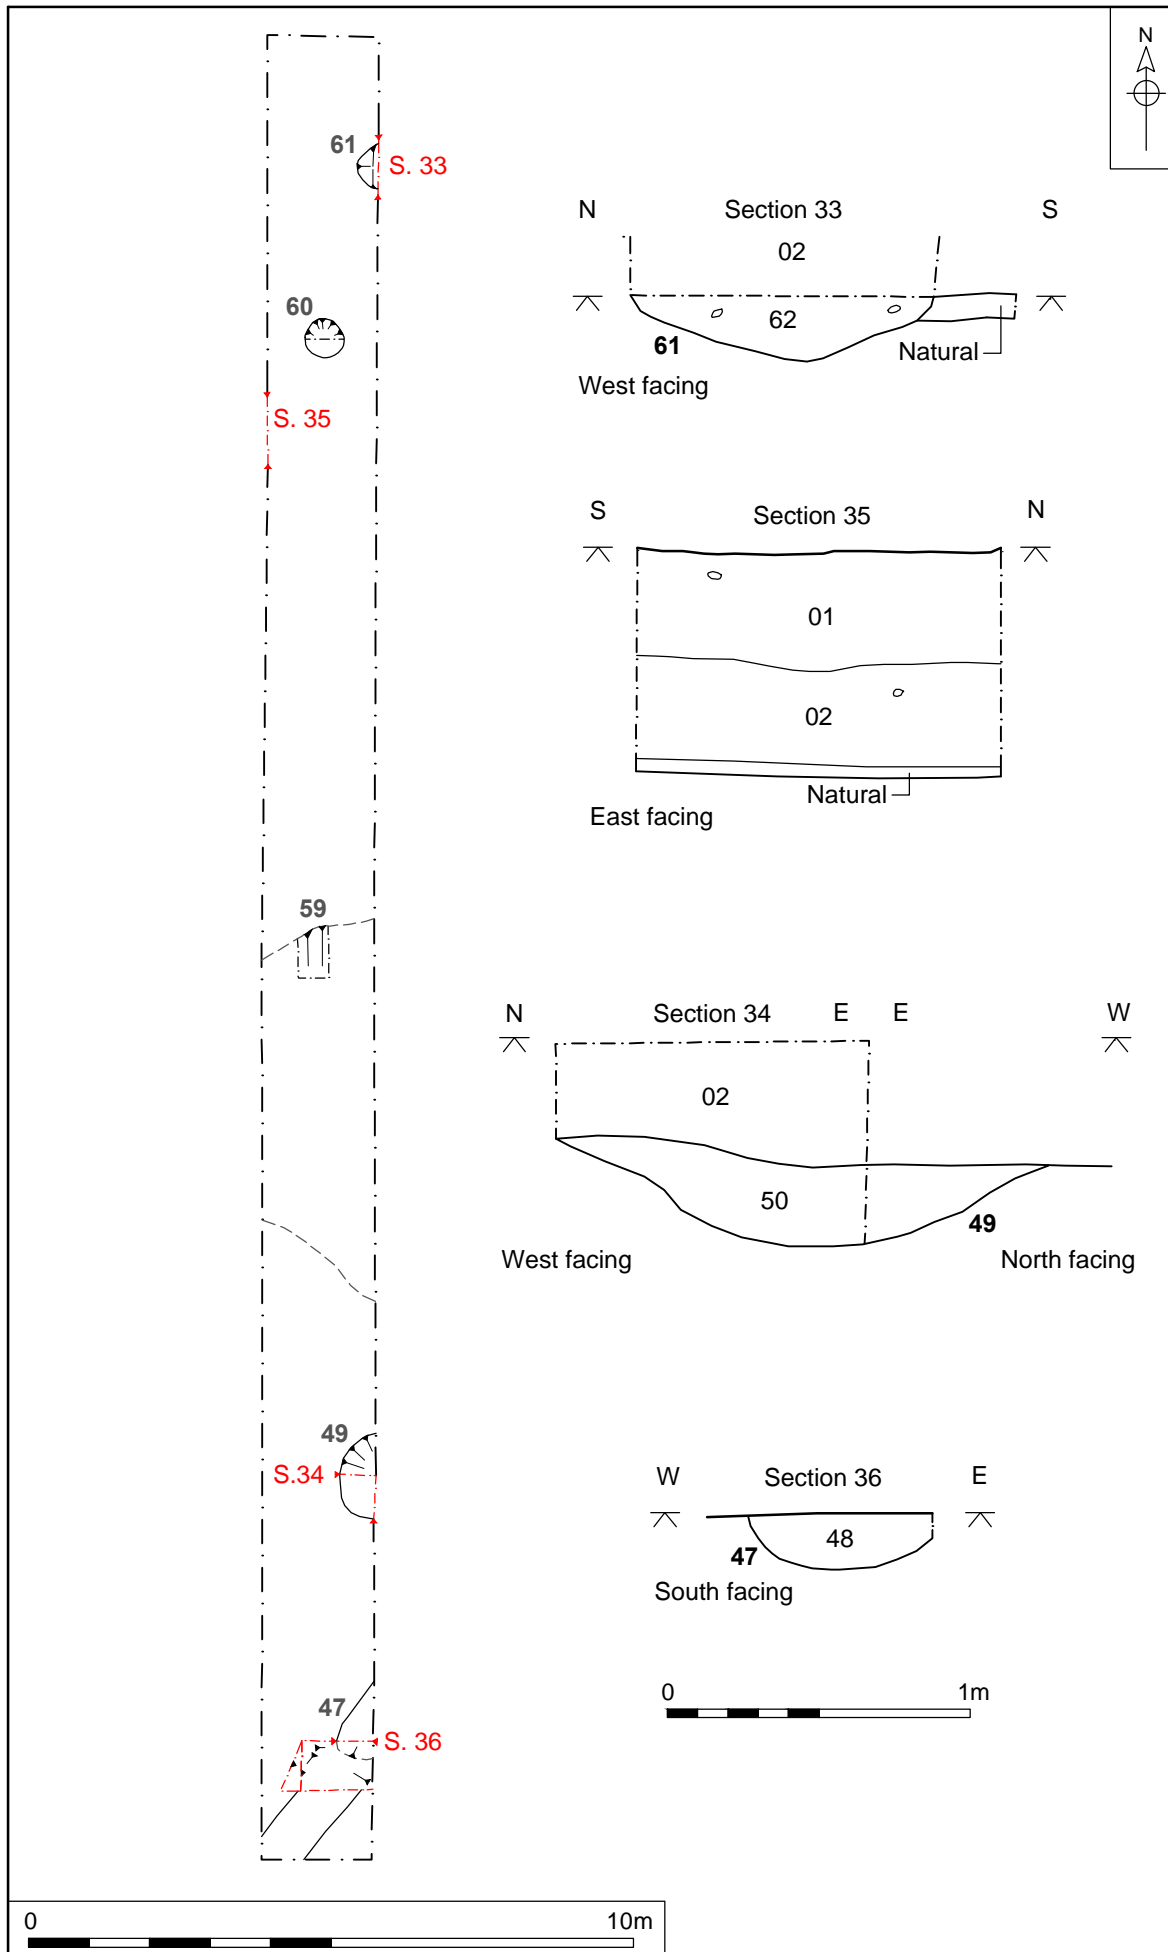 N
61
S. 33
N Section 33 S
02
62
61
Natural
West facing
60
S. 35
S Section 35 N
01
02
Natural
East facing
59
N Section 34 E E W
02
50
49
West facing North facing
49
S.34
W Section 36 E
48
47
South facing
47
S. 36
0 1m
0 10m